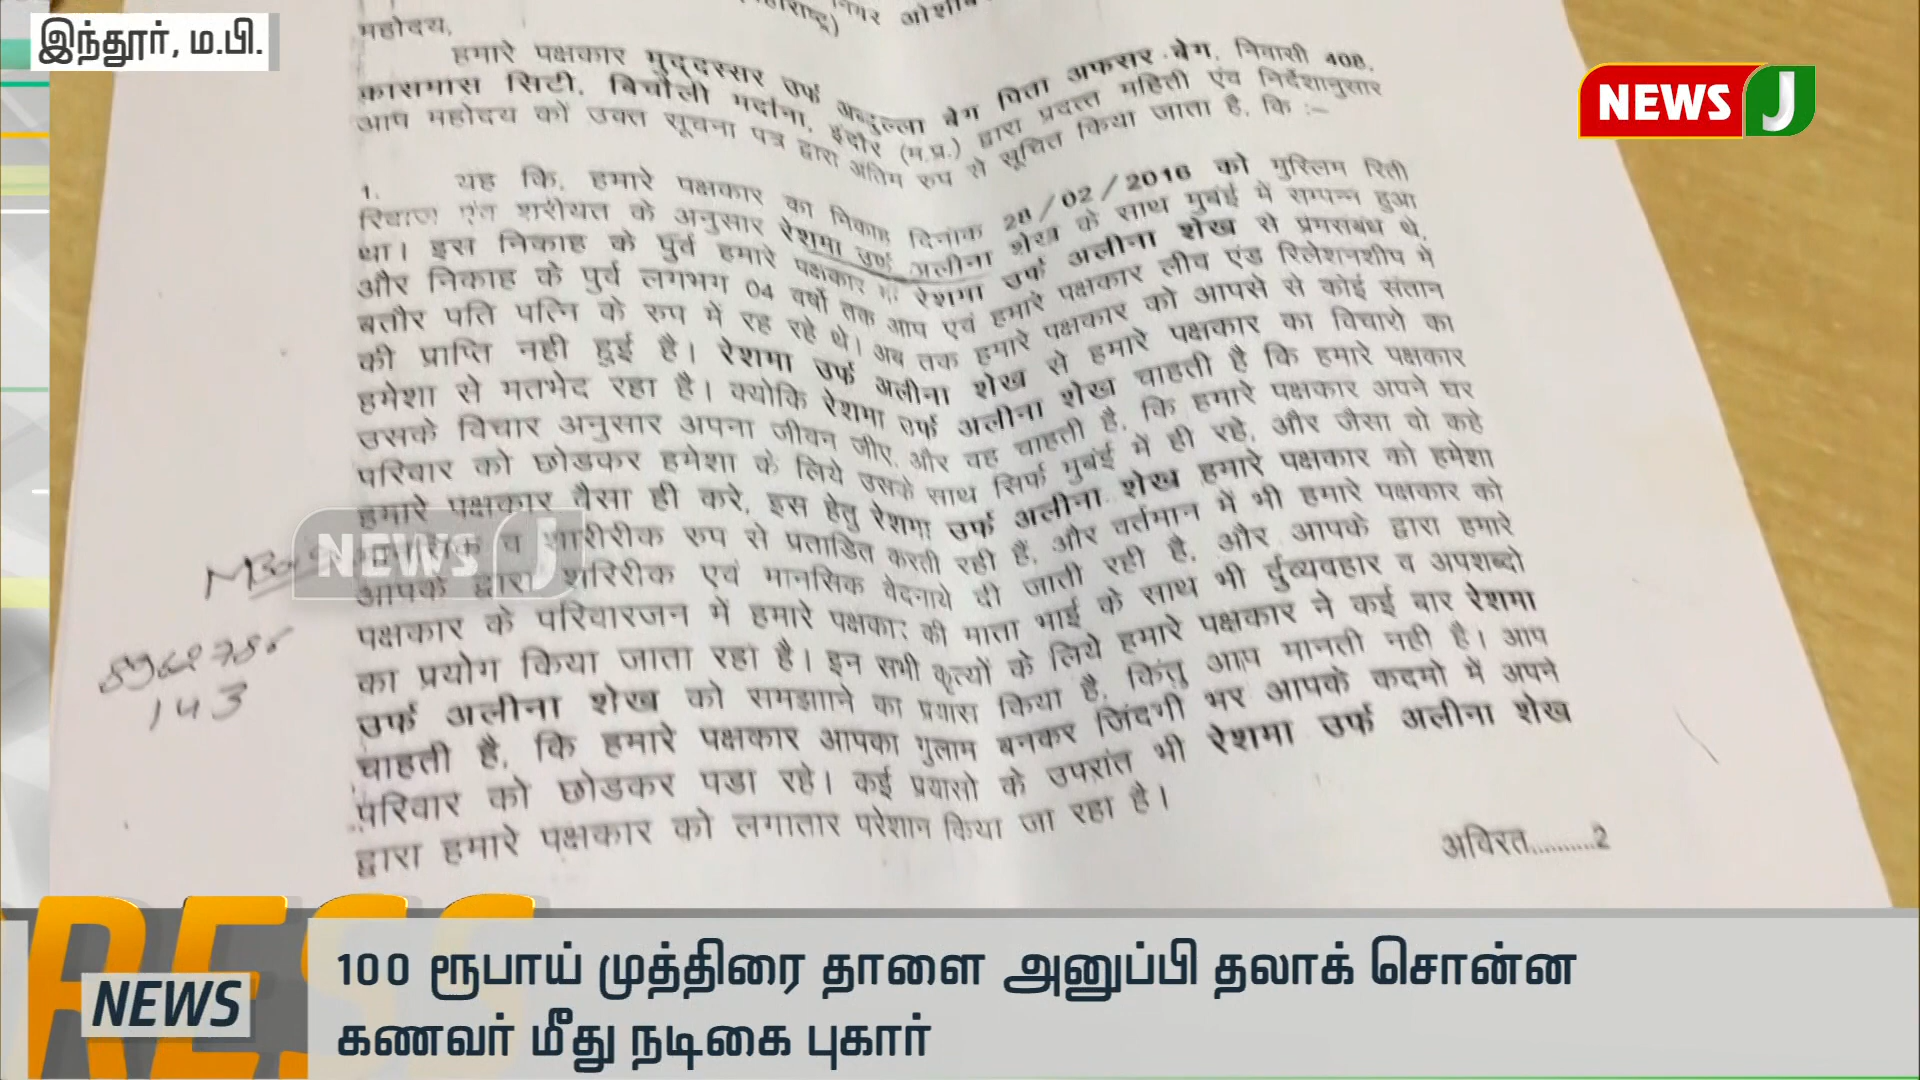 இந்தூர், ம.பி.
NEWS J
नगर
महोदय,
हमारे पक्षकार मुद्दस्सर उर्फ अब्दुल्ला बेग पिता अफसर बेग, निवासी 408,
कासमास सिटी, बिचौली मर्दाना, इंदौर (म.प्र.) द्वारा प्रदत्त महिती एंव निर्देशानुसार
आप महोदय को उक्त सूचना पत्र द्वारा अंतिम रुप से सूचित किया जाता है, कि :–
1. यह कि, हमारे पक्षकार का निकाह दिनांक 28/02/2016 को मुस्लिम रिती
रिवाज एंव शरीयत के अनुसार रेशमा उर्फ अलीना शेख के साथ मुबंई में सम्पन्न हुआ
था। इस निकाह के पुर्व हमारे पक्षकार रेशमा उर्फ अलीना शेख से प्रेंगसबंध थे,
और निकाह के पुर्व लगभग 04 वर्षो तक आप एवं हमारे पक्षकार लीव एंड रिलेशनशीप में
बतौर पति पत्नि के रुप में रह रहे थे। अब तक हमारे पक्षकार को आपसे से कोई संतान
की प्राप्ति नही हुई है। रेशमा उर्फ अलीना शेख से हमारे पक्षकार का विचारो का
हमेशा से मतभेद रहा है। क्योकि रेशमा उर्फ अलीना शेख चाहती है कि हमारे पक्षकार
उसके विचार अनुसार अपना जीवन जीए, और वह चाहती है, कि हमारे पक्षकार अपने घर
परिवार को छोडकर हमेशा के लिये उसके साथ सिर्फ मुबंई में ही रहे, और जैसा वो कहे
हमारे पक्षकार वैसा ही करे, इस हेतु रेशमा उर्फ अलीना शेख हमारे पक्षकार को हमेशा
व शारीरीक रुप से प्रताडित करती रही है, और वर्तमान में भी हमारे पक्षकार को
आपके द्वारा शरिरीक एवं मानसिक वेदनाये दी जाती रही है, और आपके द्वारा हमारे
पक्षकार के परिवारजन में हमारे पक्षकार की माता भाई के साथ भी र्दुव्यवहार व अपशब्दो
का प्रयोग किया जाता रहा है। इन सभी कृत्यों के लिये हमारे पक्षकार ने कई बार रेशमा
उर्फ अलीना शेख को समझााने का प्रयास किया है, किंतु आप मानती नही है। आप
चाहती है, कि हमारे पक्षकार आपका गुलाम बनकर जिंदगी भर आपके कदमो में अपने
परिवार को छोडकर पडा रहे। कई प्रयासो के उपरांत भी रेशमा उर्फ अलीना शेख
द्वारा हमारे पक्षकार को लगातार परेशान किया जा रहा है।
NEWS J
143
अविरत..........2
NEWS
100 ரூபாய் முத்திரை தாளை அனுப்பி தலாக் சொன்ன
கணவர் மீது நடிகை புகார்